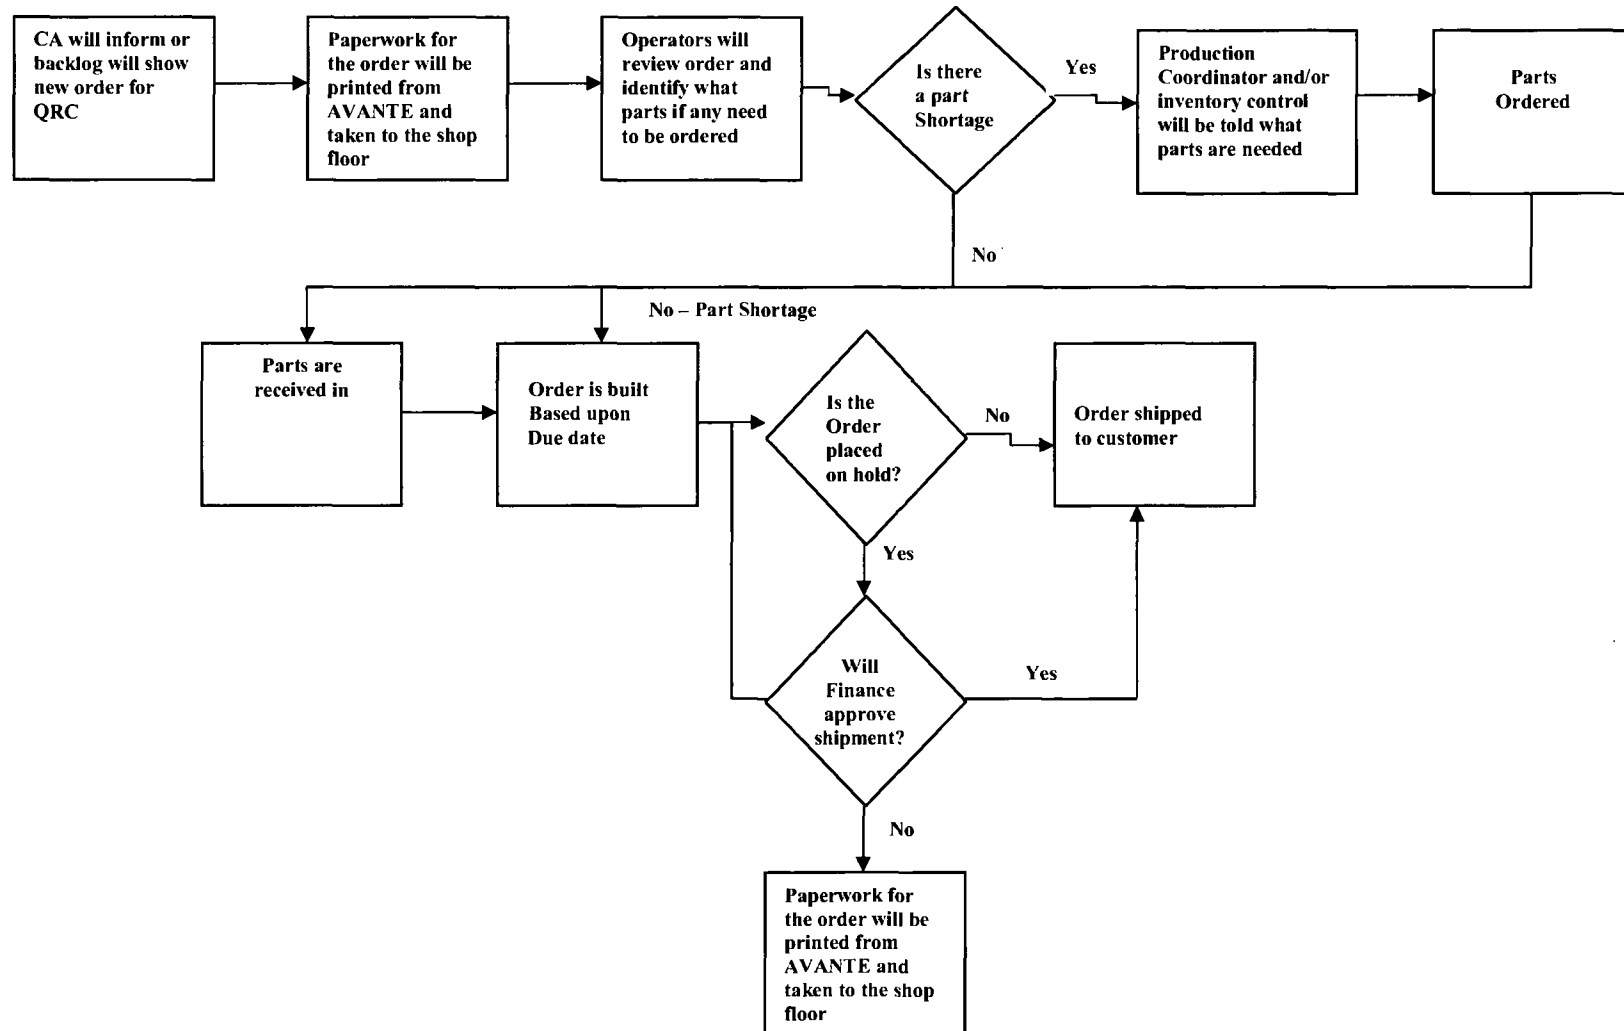 CA will inform or
backlog will show
new order for
QRC
Paperwork for
the order will be
printed from
AVANTE and
taken to the shop
floor
Operators will
review order and
identify what
parts if any need
to be ordered
Is there
a part
Shortage
Yes
Production
Coordinator and/or
inventory control
will be told what
parts are needed
Parts
Ordered
No
No – Part Shortage
Parts are
received in
Order is built
Based upon
Due date
Is the
Order
placed
on hold?
No
Order shipped
to customer
Yes
Will
Finance
approve
shipment?
Yes
No
Paperwork for
the order will be
printed from
AVANTE and
taken to the shop
floor